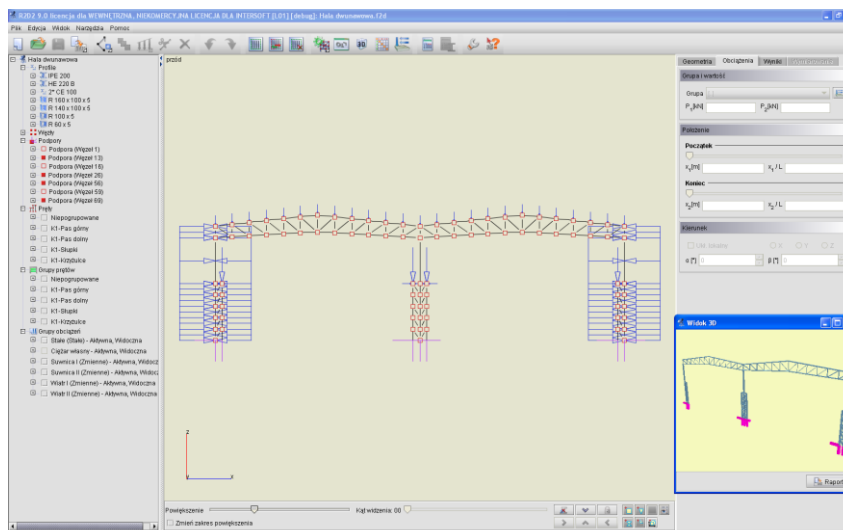 R2D2 9.0 licencja dla WEWNĘTRZNA, NIEKOMERCYJNA LICENCJA DLA INTERSOFT [L01] [debug]: Hala dwunawowa.f2d
Plik Edycja Widok Narzędzia Pomoc
Hala dwunawowa
Profile
IPE 200
HE 220 B
2* CE 100
R 160 x 100 x 5
R 140 x 100 x 5
R 100 x 5
R 60 x 5
Węzły
Podpory
Podpora (Węzeł 1)
Podpora (Węzeł 13)
Podpora (Węzeł 16)
Podpora (Węzeł 26)
Podpora (Węzeł 56)
Podpora (Węzeł 59)
Podpora (Węzeł 69)
Pręty
Niepogrupowane
K1-Pas górny
K1-Pas dolny
K1-Słupki
K1-Krzyżulce
Grupy prętów
Niepogrupowane
K1-Pas górny
K1-Pas dolny
K1-Słupki
K1-Krzyżulce
Grupy obciążeń
Stałe (Stałe) - Aktywna, Widoczna
Ciężar własny - Aktywna, Widoczna
Suwnica I (Zmienne) - Aktywna, Widocz
Suwnica II (Zmienne) - Aktywna, Widocz
Wiatr I (Zmienne) - Aktywna, Widoczna
Wiatr II (Zmienne) - Aktywna, Widoczna
przód
z
x
Powiększenie
Kąt widzenia: 00
Zmień zakres powiększenia
Geometria Obciążenia Wyniki
Grupa i wartość
Grupa
P1[kN] P2[kN]
Położenie
Początek
x1[m] x1 / L
Koniec
x2[m] x2 / L
Kierunek
Ukł. lokalny X Y Z
α [°] 0 β [°] 0
Widok 3D
Raport